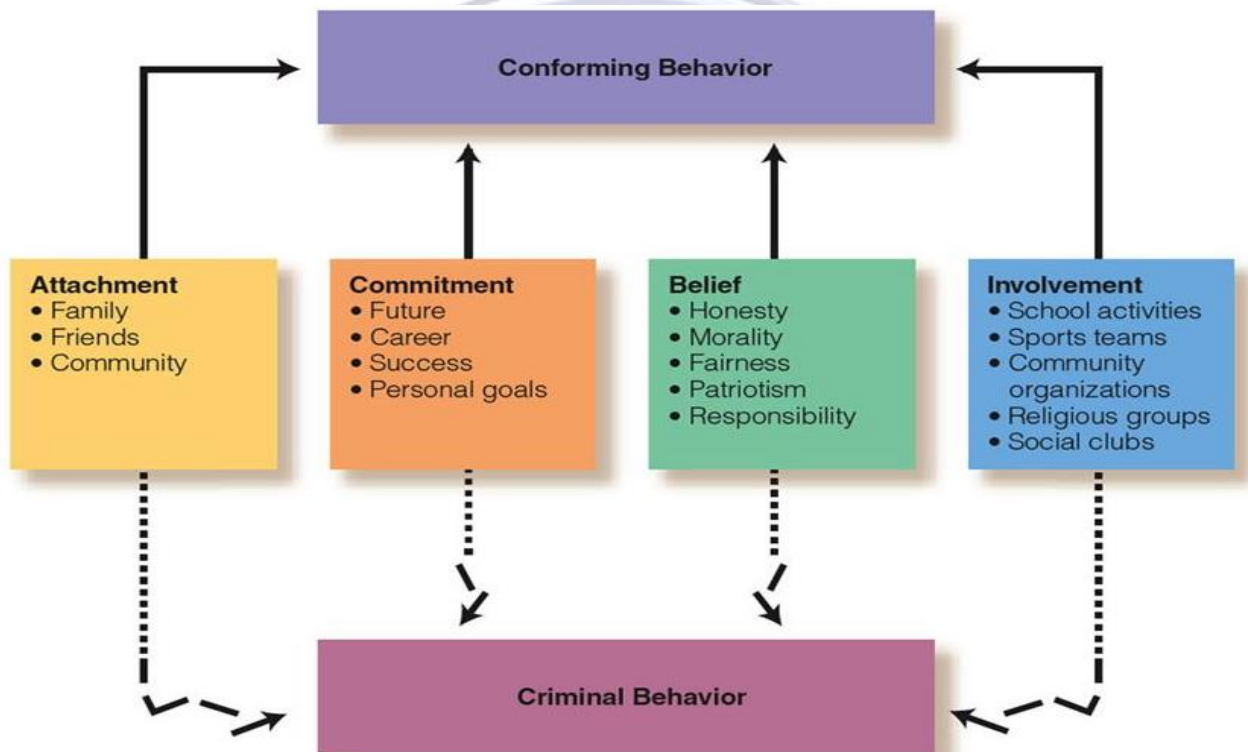 Conforming Behavior
Attachment
• Family
• Friends
• Community
Commitment
• Future
• Career
• Success
• Personal goals
Belief
• Honesty
• Morality
• Fairness
• Patriotism
• Responsibility
Involvement
• School activities
• Sports teams
• Community
organizations
• Religious groups
• Social clubs
Criminal Behavior